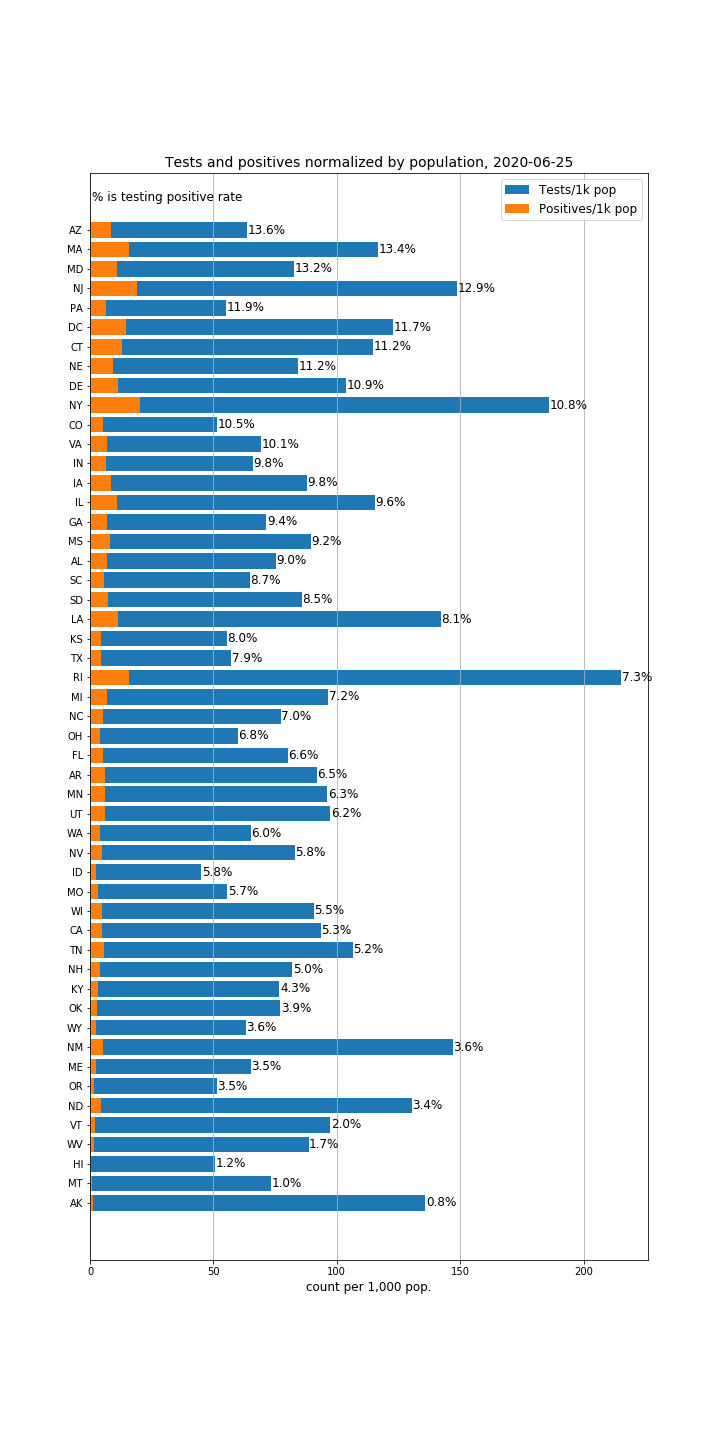 Tests and positives normalized by population, 2020-06-25
% is testing positive rate
Tests/1k pop
Positives/1k pop
AZ 13.6%
MA 13.4%
MD 13.2%
NJ 12.9%
PA 11.9%
DC 11.7%
CT 11.2%
NE 11.2%
DE 10.9%
NY 10.8%
CO 10.5%
VA 10.1%
IN 9.8%
IA 9.8%
IL 9.6%
GA 9.4%
MS 9.2%
AL 9.0%
SC 8.7%
SD 8.5%
LA 8.1%
KS 8.0%
TX 7.9%
RI 7.3%
MI 7.2%
NC 7.0%
OH 6.8%
FL 6.6%
AR 6.5%
MN 6.3%
UT 6.2%
WA 6.0%
NV 5.8%
ID 5.8%
MO 5.7%
WI 5.5%
CA 5.3%
TN 5.2%
NH 5.0%
KY 4.3%
OK 3.9%
WY 3.6%
NM 3.6%
ME 3.5%
OR 3.5%
ND 3.4%
VT 2.0%
WV 1.7%
HI 1.2%
MT 1.0%
AK 0.8%
0 50 100 150 200
count per 1,000 pop.